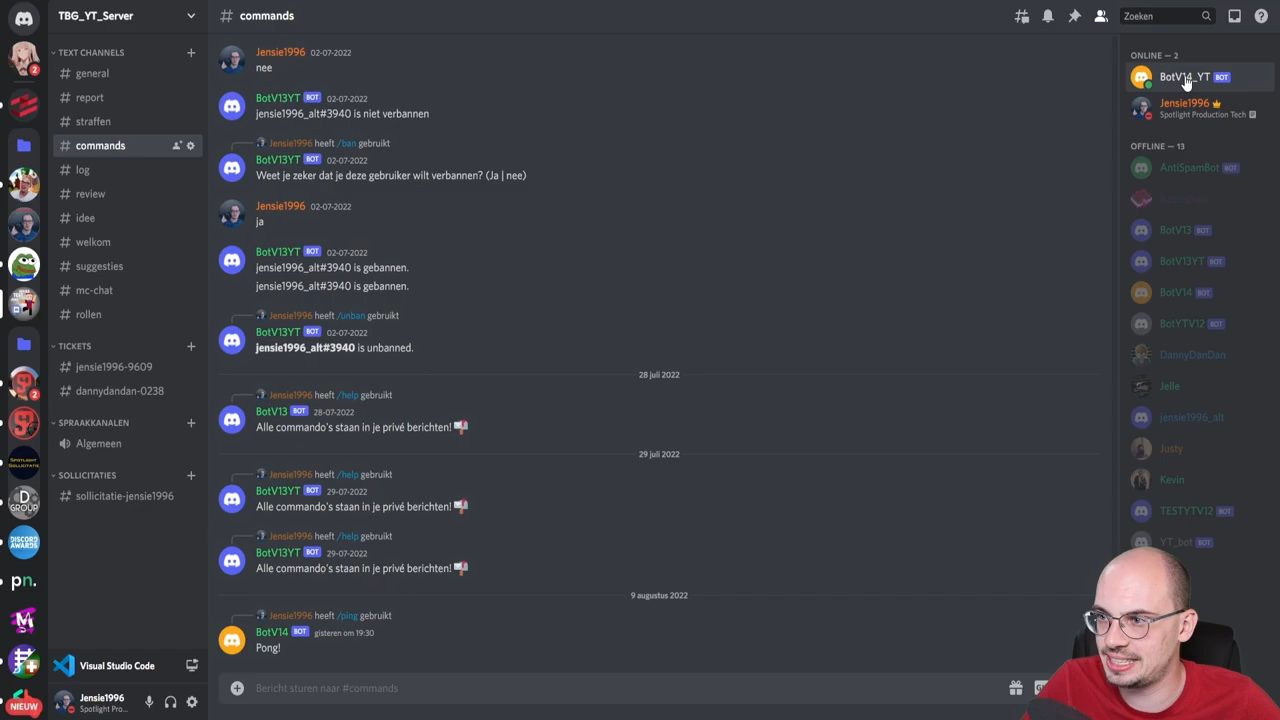 TBG_YT_Server
TEXT CHANNELS
general
report
straffen
commands
log
review
idee
welkom
suggesties
mc-chat
rollen
TICKETS
jensie1996-9609
dannydandan-0238
SPRAAKKANALEN
Algemeen
SOLLICITATIES
sollicitatie-jensie1996
Visual Studio Code
Jensie1996
Spotlight Pro...
2
2
D
GROUP
DISCORD
AWARDS
pn.
NIEUW
commands
Zoeken
Jensie1996 02-07-2022
nee
BotV13YT BOT 02-07-2022
jensie1996_alt#3940 is niet verbannen
Jensie1996 heeft /ban gebruikt
BotV13YT BOT 02-07-2022
Weet je zeker dat je deze gebruiker wilt verbannen? (Ja | nee)
Jensie1996 02-07-2022
ja
BotV13YT BOT 02-07-2022
jensie1996_alt#3940 is gebannen.
jensie1996_alt#3940 is gebannen.
Jensie1996 heeft /unban gebruikt
BotV13YT BOT 02-07-2022
jensie1996_alt#3940 is unbanned.
28 juli 2022
Jensie1996 heeft /help gebruikt
BotV13 BOT 28-07-2022
Alle commando's staan in je privé berichten!
29 juli 2022
Jensie1996 heeft /help gebruikt
BotV13YT BOT 29-07-2022
Alle commando's staan in je privé berichten!
Jensie1996 heeft /help gebruikt
BotV13YT BOT 29-07-2022
Alle commando's staan in je privé berichten!
9 augustus 2022
Jensie1996 heeft /ping gebruikt
BotV14 BOT gisteren om 19:30
Pong!
Bericht sturen naar #commands
ONLINE — 2
BotV14_YT BOT
Jensie1996
Spotlight Production Tech
OFFLINE — 13
AntiSpamBot BOT
BotV13 BOT
BotV13YT BOT
BotV14 BOT
BotYTV12 BOT
DannyDanDan
Jelle
jensie1996_alt
Justy
Kevin
TESTYTV12 BOT
YT_bot BOT